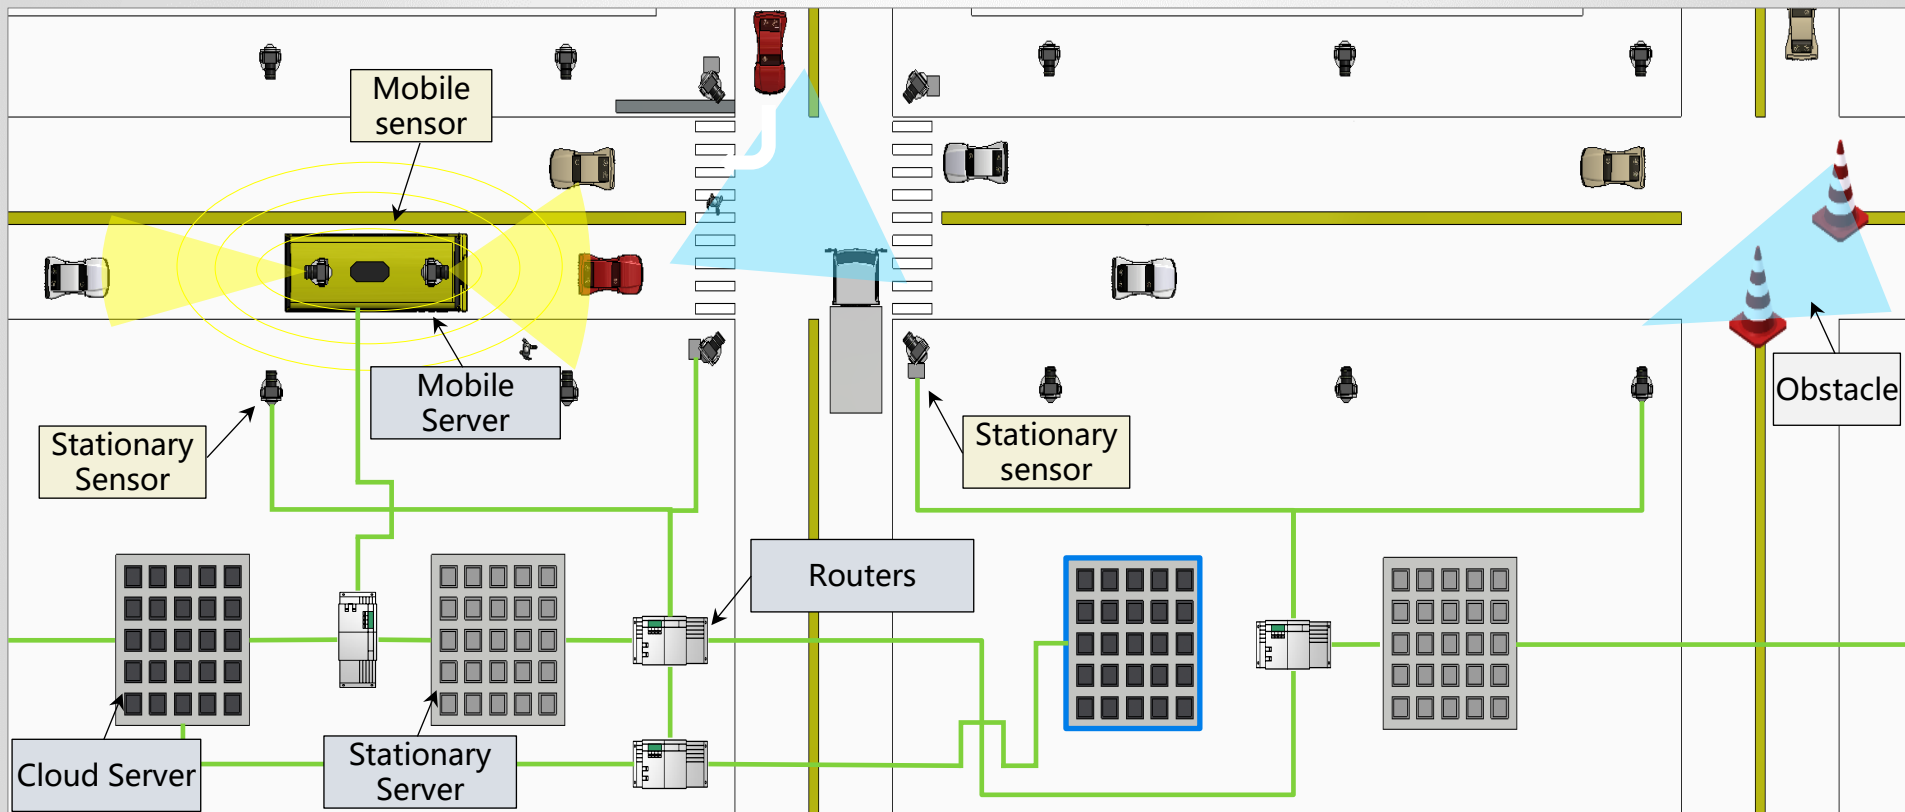 Mobile
sensor
Mobile
Server
Stationary
Sensor
Stationary
sensor
Obstacle
Routers
Cloud Server
Stationary
Server